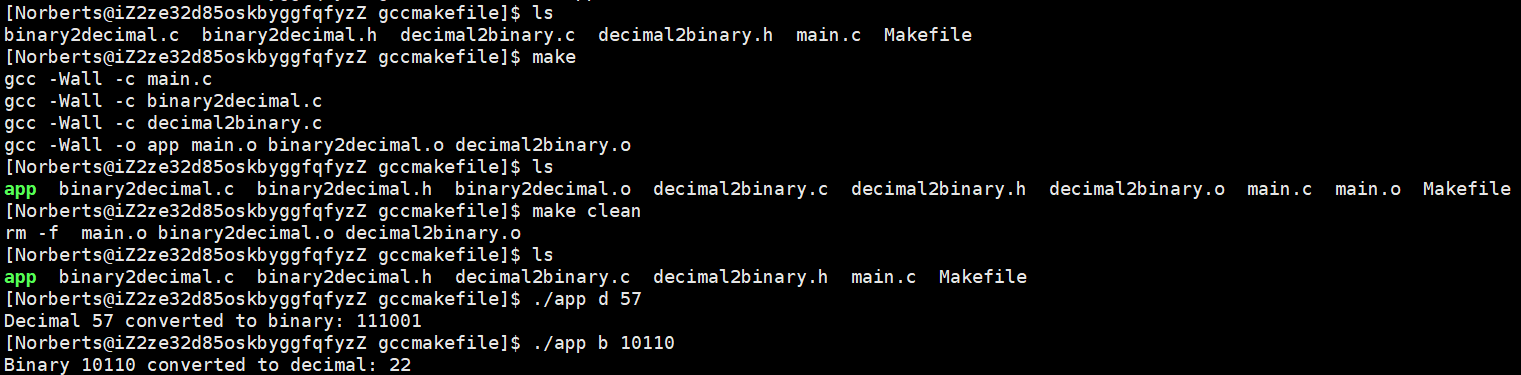 [Norberts@iZ2ze32d85oskbyggfqfyzZ gccmakefile]$ ls
binary2decimal.c  binary2decimal.h  decimal2binary.c  decimal2binary.h  main.c  Makefile
[Norberts@iZ2ze32d85oskbyggfqfyzZ gccmakefile]$ make
gcc -Wall -c main.c
gcc -Wall -c binary2decimal.c
gcc -Wall -c decimal2binary.c
gcc -Wall -o app main.o binary2decimal.o decimal2binary.o
[Norberts@iZ2ze32d85oskbyggfqfyzZ gccmakefile]$ ls
app  binary2decimal.c  binary2decimal.h  binary2decimal.o  decimal2binary.c  decimal2binary.h  decimal2binary.o  main.c  main.o  Makefile
[Norberts@iZ2ze32d85oskbyggfqfyzZ gccmakefile]$ make clean
rm -f  main.o binary2decimal.o decimal2binary.o
[Norberts@iZ2ze32d85oskbyggfqfyzZ gccmakefile]$ ls
app  binary2decimal.c  binary2decimal.h  decimal2binary.c  decimal2binary.h  main.c  Makefile
[Norberts@iZ2ze32d85oskbyggfqfyzZ gccmakefile]$ ./app d 57
Decimal 57 converted to binary: 111001
[Norberts@iZ2ze32d85oskbyggfqfyzZ gccmakefile]$ ./app b 10110
Binary 10110 converted to decimal: 22